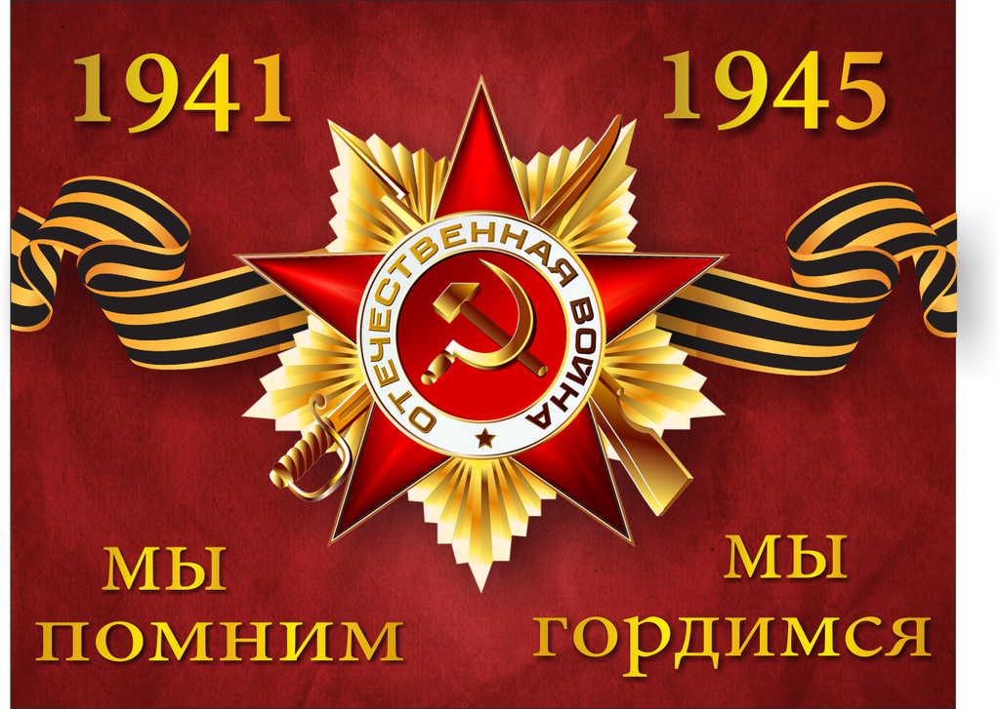 1941
1945
ОТЕЧЕСТВЕННАЯ ВОЙНА
мы
помним
мы
гордимся